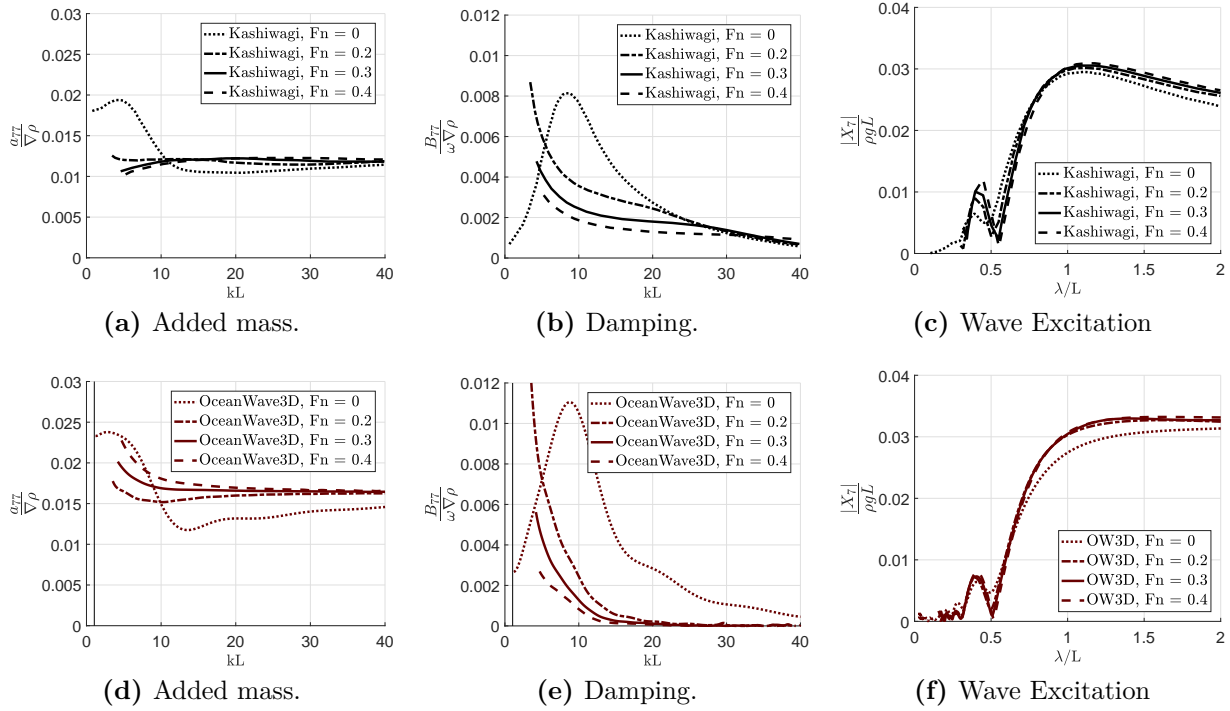 0.03
0.025
0.02
0.015
0.01
0.005
0
0 10 20 30 40
kL
a77/∇ρ
Kashiwagi, Fn = 0
Kashiwagi, Fn = 0.2
Kashiwagi, Fn = 0.3
Kashiwagi, Fn = 0.4
(a) Added mass.
0.012
0.01
0.008
0.006
0.004
0.002
0
0 10 20 30 40
kL
B77/ω∇ρ
Kashiwagi, Fn = 0
Kashiwagi, Fn = 0.2
Kashiwagi, Fn = 0.3
Kashiwagi, Fn = 0.4
(b) Damping.
0.04
0.03
0.02
0.01
0
0 0.5 1 1.5 2
λ/L
|X7|/ρgL
Kashiwagi, Fn = 0
Kashiwagi, Fn = 0.2
Kashiwagi, Fn = 0.3
Kashiwagi, Fn = 0.4
(c) Wave Excitation
0.03
0.025
0.02
0.015
0.01
0.005
0
0 10 20 30 40
kL
a77/∇ρ
OceanWave3D, Fn = 0
OceanWave3D, Fn = 0.2
OceanWave3D, Fn = 0.3
OceanWave3D, Fn = 0.4
(d) Added mass.
0.012
0.01
0.008
0.006
0.004
0.002
0
0 10 20 30 40
kL
B77/ω∇ρ
OceanWave3D, Fn = 0
OceanWave3D, Fn = 0.2
OceanWave3D, Fn = 0.3
OceanWave3D, Fn = 0.4
(e) Damping.
0.04
0.03
0.02
0.01
0
0 0.5 1 1.5 2
λ/L
|X7|/ρgL
OW3D, Fn = 0
OW3D, Fn = 0.2
OW3D, Fn = 0.3
OW3D, Fn = 0.4
(f) Wave Excitation